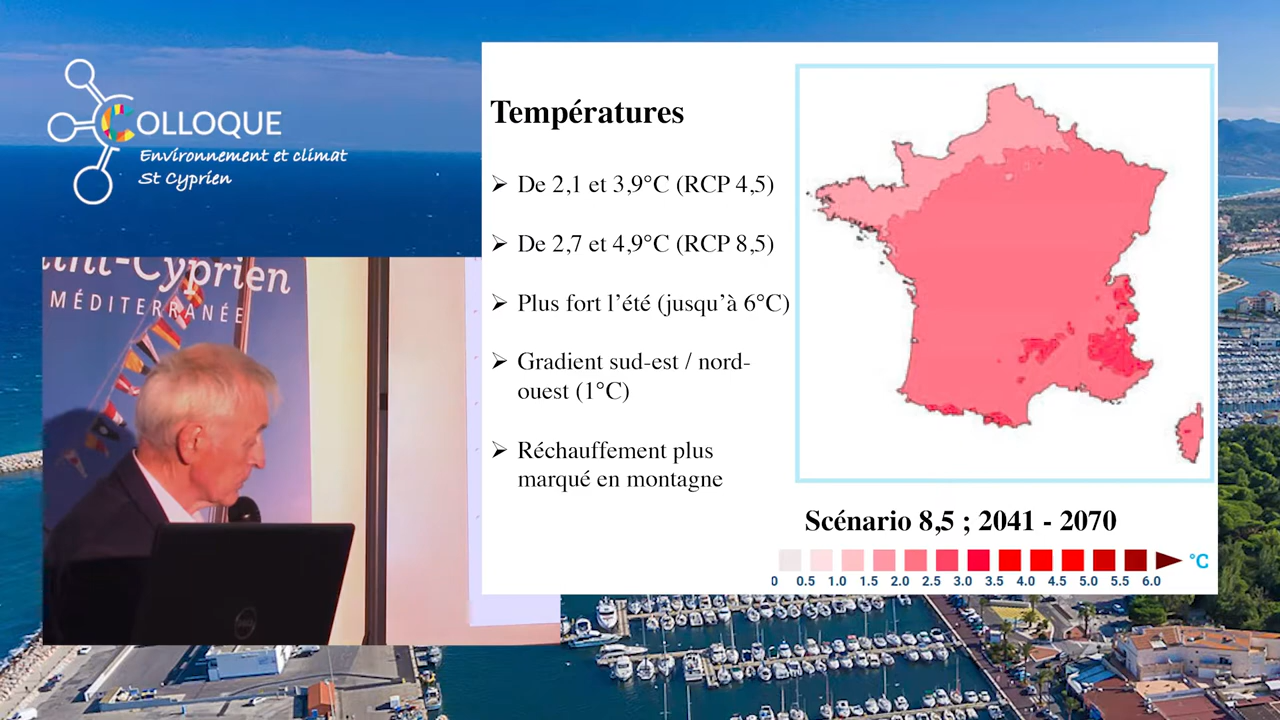 COLLOQUE
Environnement et climat
St Cyprien
Cyprien
MÉDITERRANÉE
Températures
➢ De 2,1 et 3,9°C (RCP 4,5)
➢ De 2,7 et 4,9°C (RCP 8,5)
➢ Plus fort l’été (jusqu’à 6°C)
➢ Gradient sud-est / nord-
ouest (1°C)
➢ Réchauffement plus
marqué en montagne
Scénario 8,5 ; 2041 - 2070
°C
0 0.5 1.0 1.5 2.0 2.5 3.0 3.5 4.0 4.5 5.0 5.5 6.0